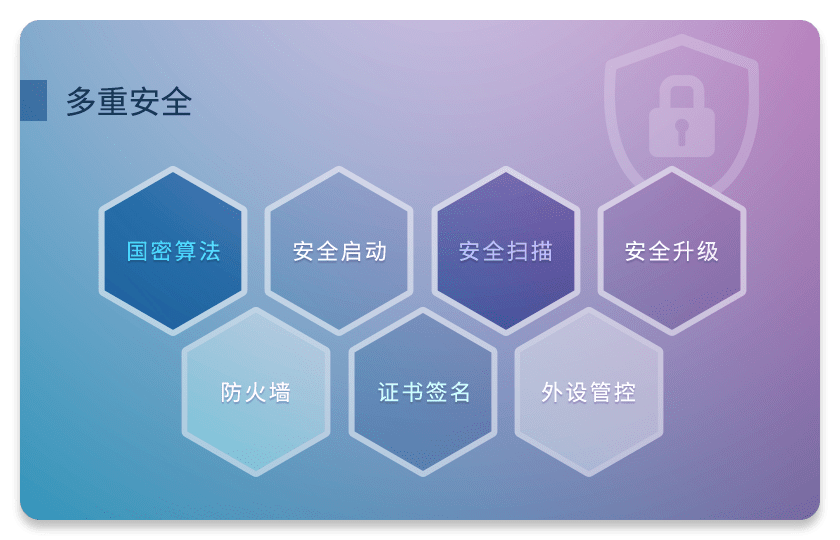 多重安全
国密算法
安全启动
安全扫描
安全升级
防火墙
证书签名
外设管控